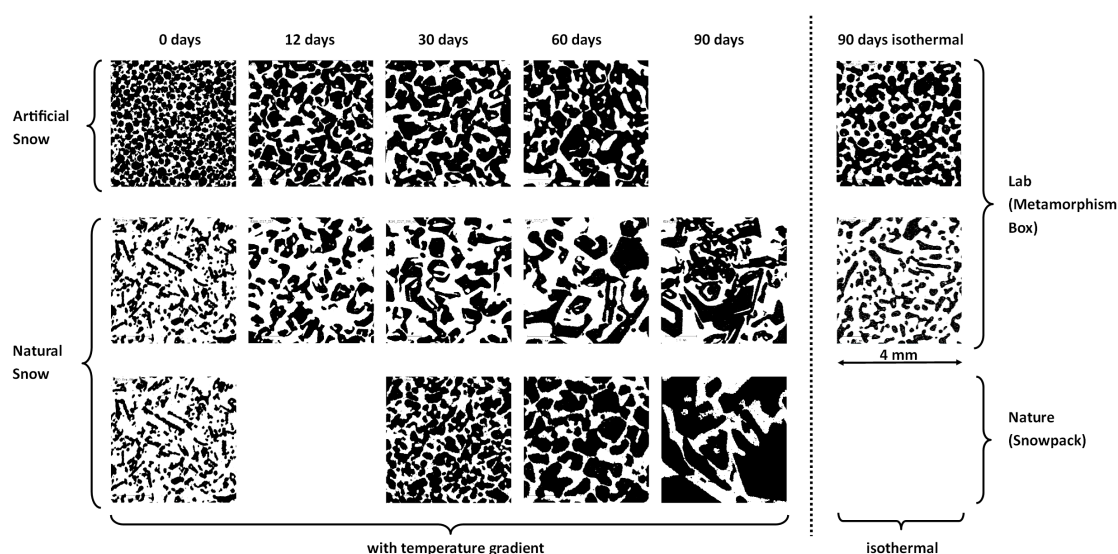 0 days
12 days
30 days
60 days
90 days
90 days isothermal
Artificial
Snow
Lab
(Metamorphism
Box)
4 mm
Natural
Snow
Nature
(Snowpack)
with temperature gradient
isothermal